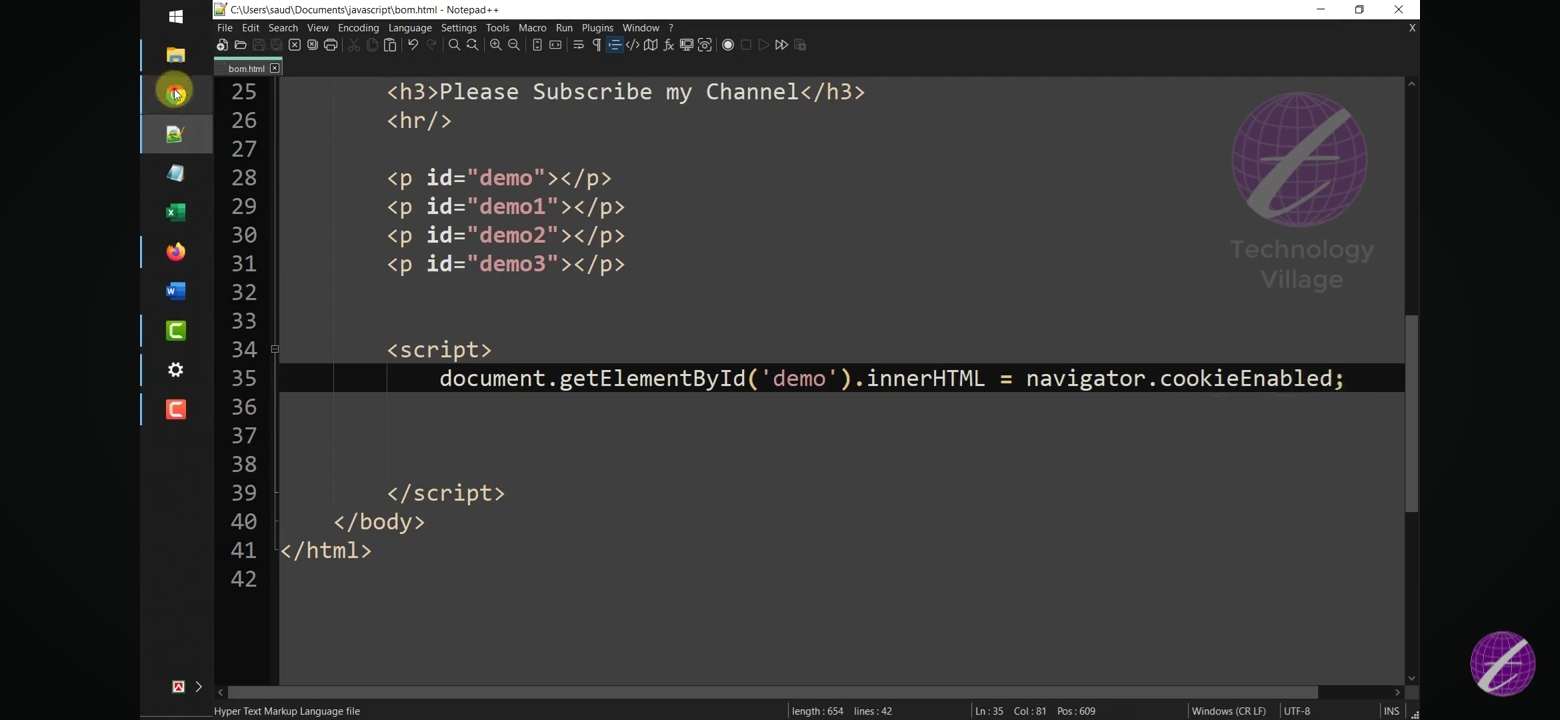 C:\Users\saud\Documents\javascript\bom.html - Notepad++
File Edit Search View Encoding Language Settings Tools Macro Run Plugins Window ? X
bom.html
25 <h3>Please Subscribe my Channel</h3>
26 <hr/>
27
28 <p id="demo"></p>
29 <p id="demo1"></p>
30 <p id="demo2"></p>
31 <p id="demo3"></p>
32
33
34 <script>
35 document.getElementById('demo').innerHTML = navigator.cookieEnabled;
36
37
38
39 </script>
40 </body>
41 </html>
42
Technology
Village
Hyper Text Markup Language file length : 654 lines : 42 Ln : 35 Col : 81 Pos : 609 Windows (CR LF) UTF-8 INS